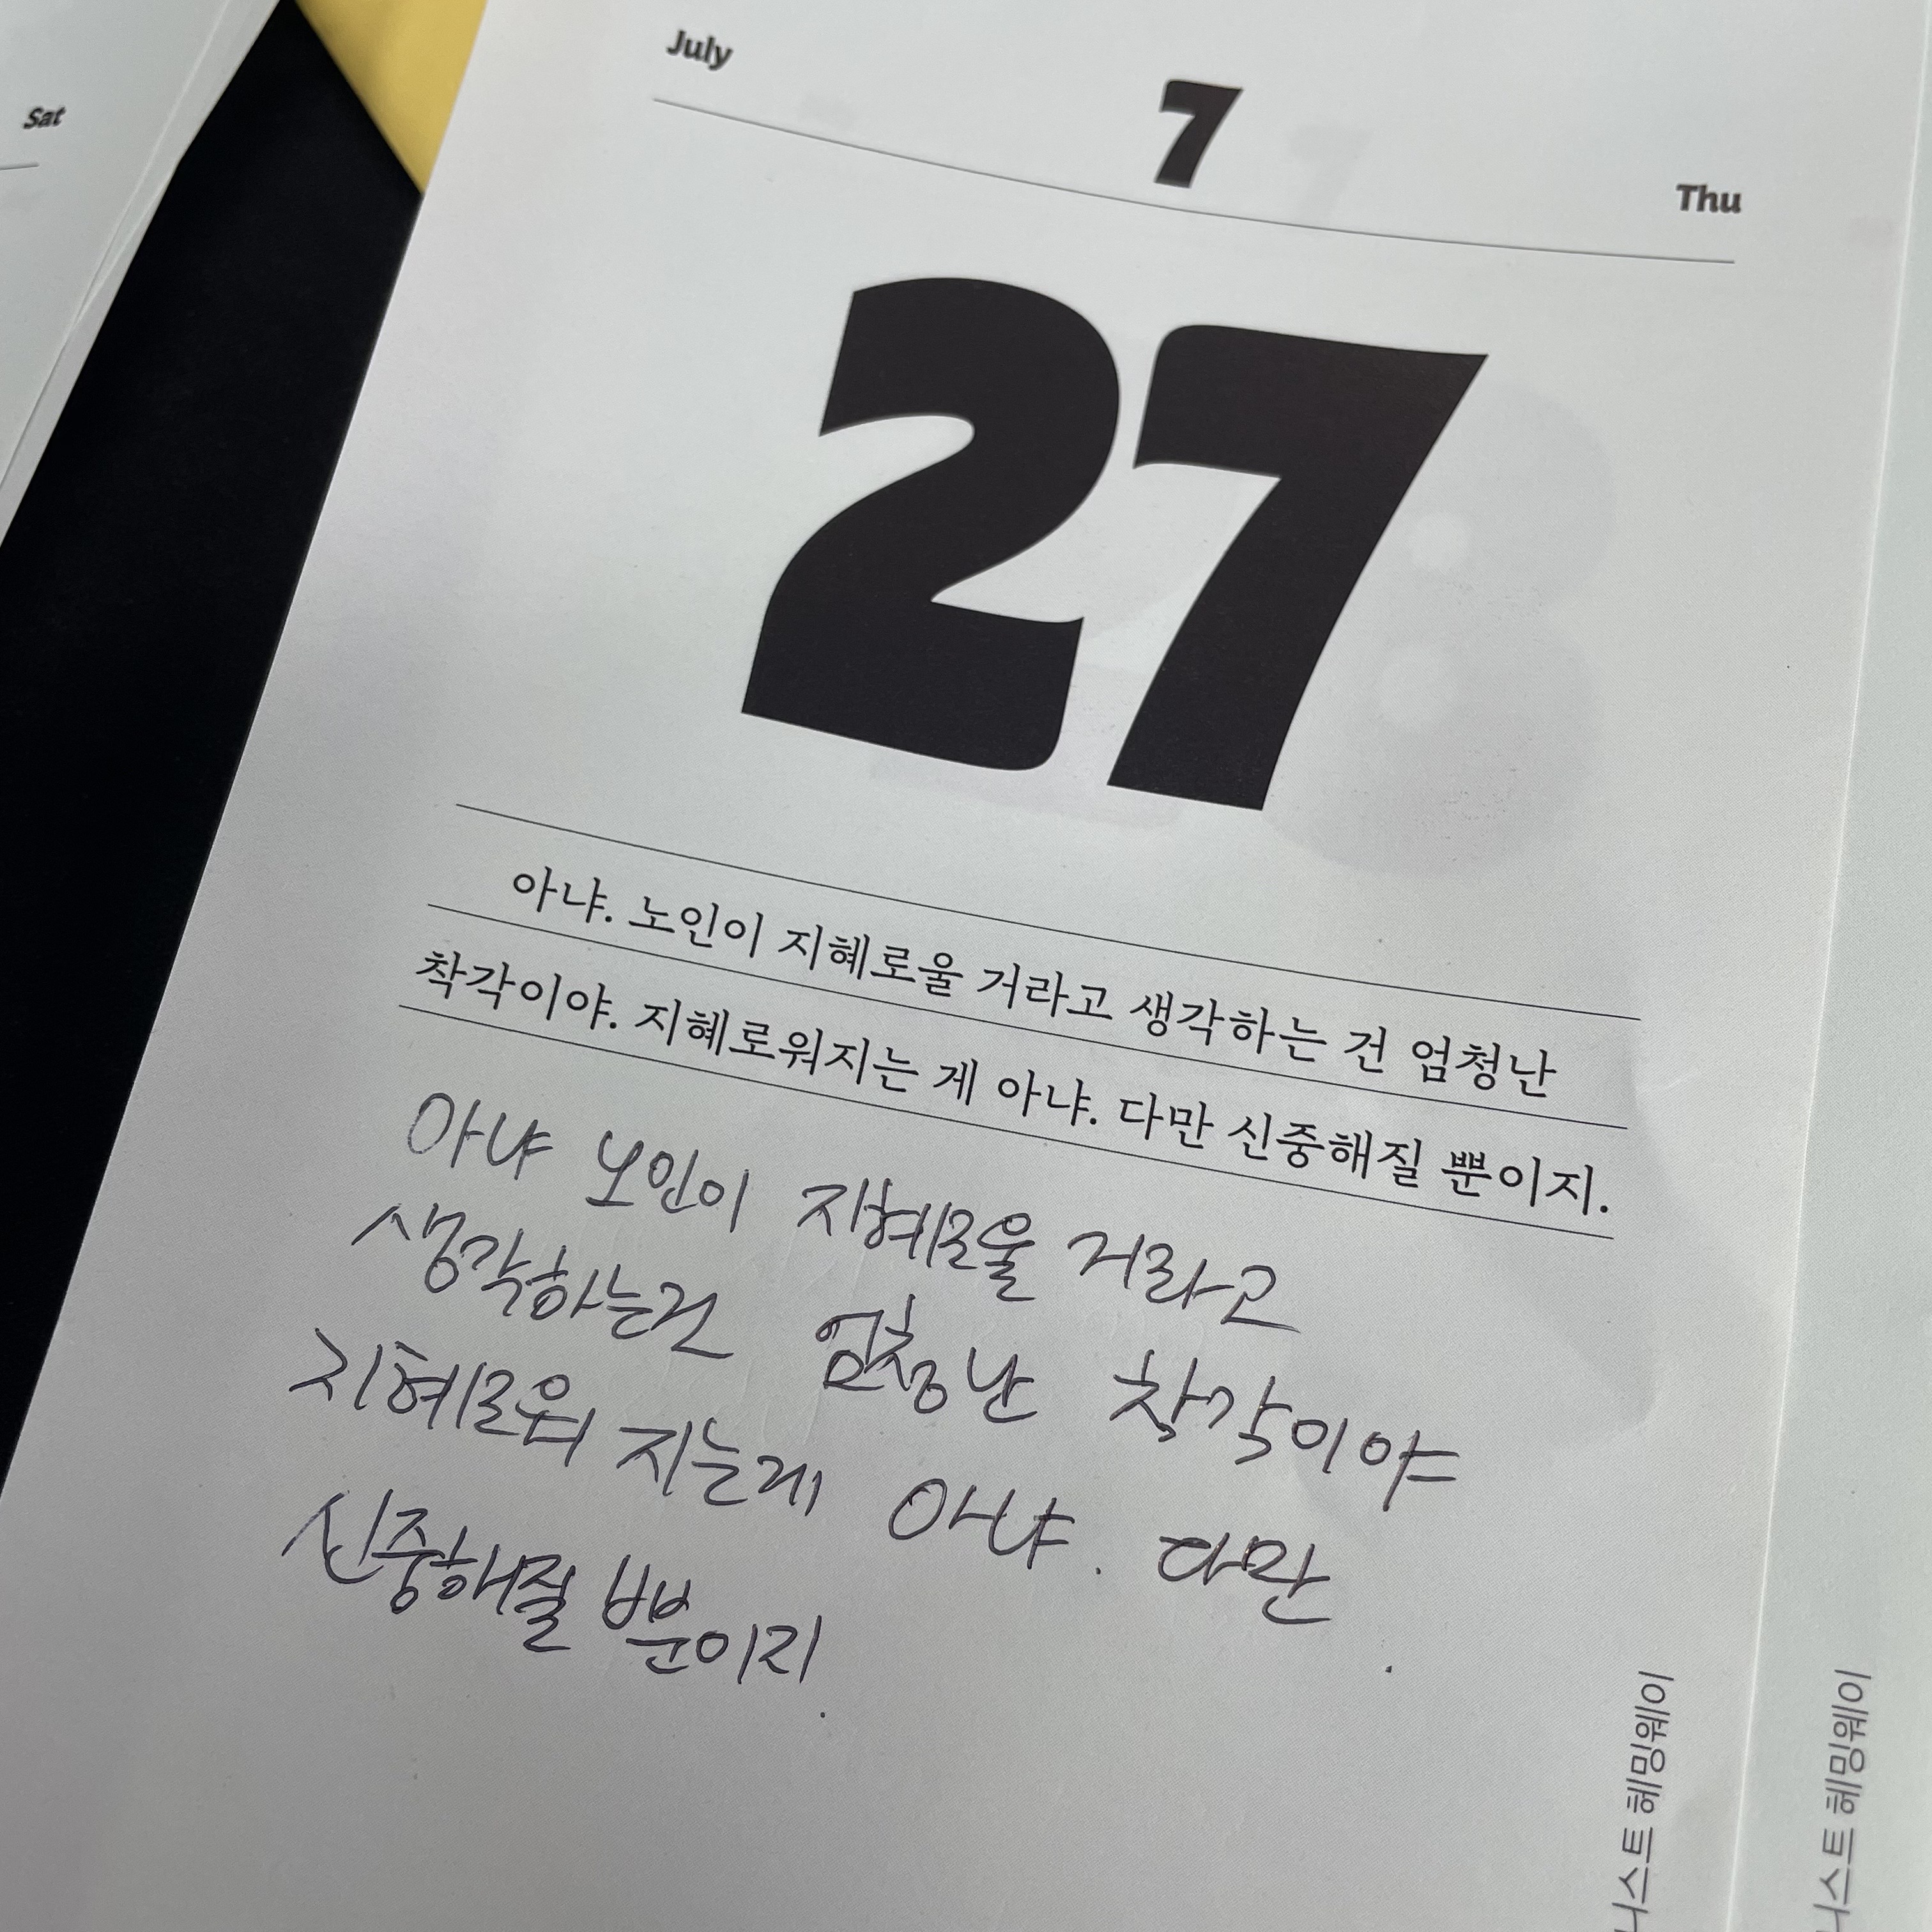 Sat
July
7
Thu
27
아냐. 노인이 지혜로울 거라고 생각하는 건 엄청난
착각이야. 지혜로워지는 게 아냐. 다만 신중해질 뿐이지.
아냐 노인이 지혜로울 거라고
생각하는건 엄청난 착각이야
지혜로워 지는게 아냐. 다만
신중해질 뿐이지.
니스트 헤밍웨이
니스트 헤밍웨이